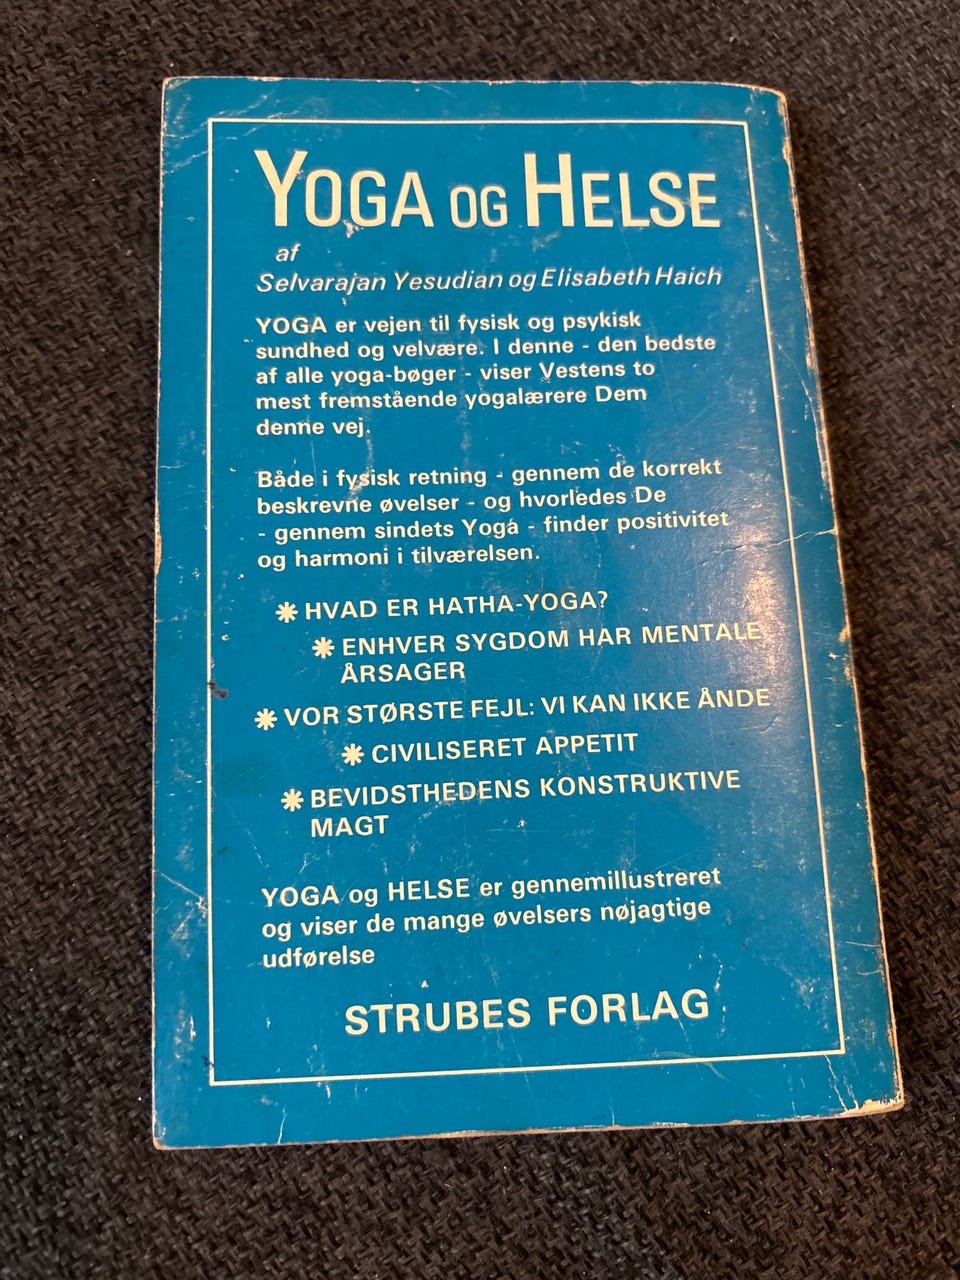 YOGA OG HELSE
af
Selvarajan Yesudian og Elisabeth Haich
YOGA er vejen til fysisk og psykisk
sundhed og velvære. I denne - den bedste
af alle yoga-bøger - viser Vestens to
mest fremstående yogalærere Dem
denne vej.
Både i fysisk retning - gennem de korrekt
beskrevne øvelser - og hvorledes De
- gennem sindets Yoga - finder positivitet
og harmoni i tilværelsen.
* HVAD ER HATHA-YOGA?
* ENHVER SYGDOM HAR MENTALE
ÅRSAGER
* VOR STØRSTE FEJL: VI KAN IKKE ÅNDE
* CIVILISERET APPETIT
* BEVIDSTHEDENS KONSTRUKTIVE
MAGT
YOGA og HELSE er gennemillustreret
og viser de mange øvelsers nøjagtige
udførelse
STRUBES FORLAG